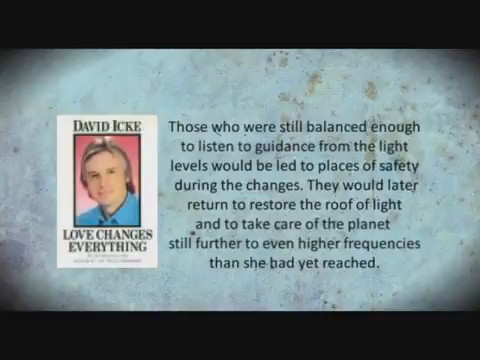 DAVID ICKE
LOVE CHANGES
EVERYTHING
Those who were still balanced enough
to listen to guidance from the light
levels would be led to places of safety
during the changes. They would later
return to restore the roof of light
and to take care of the planet
still further to even higher frequencies
than she had yet reached.